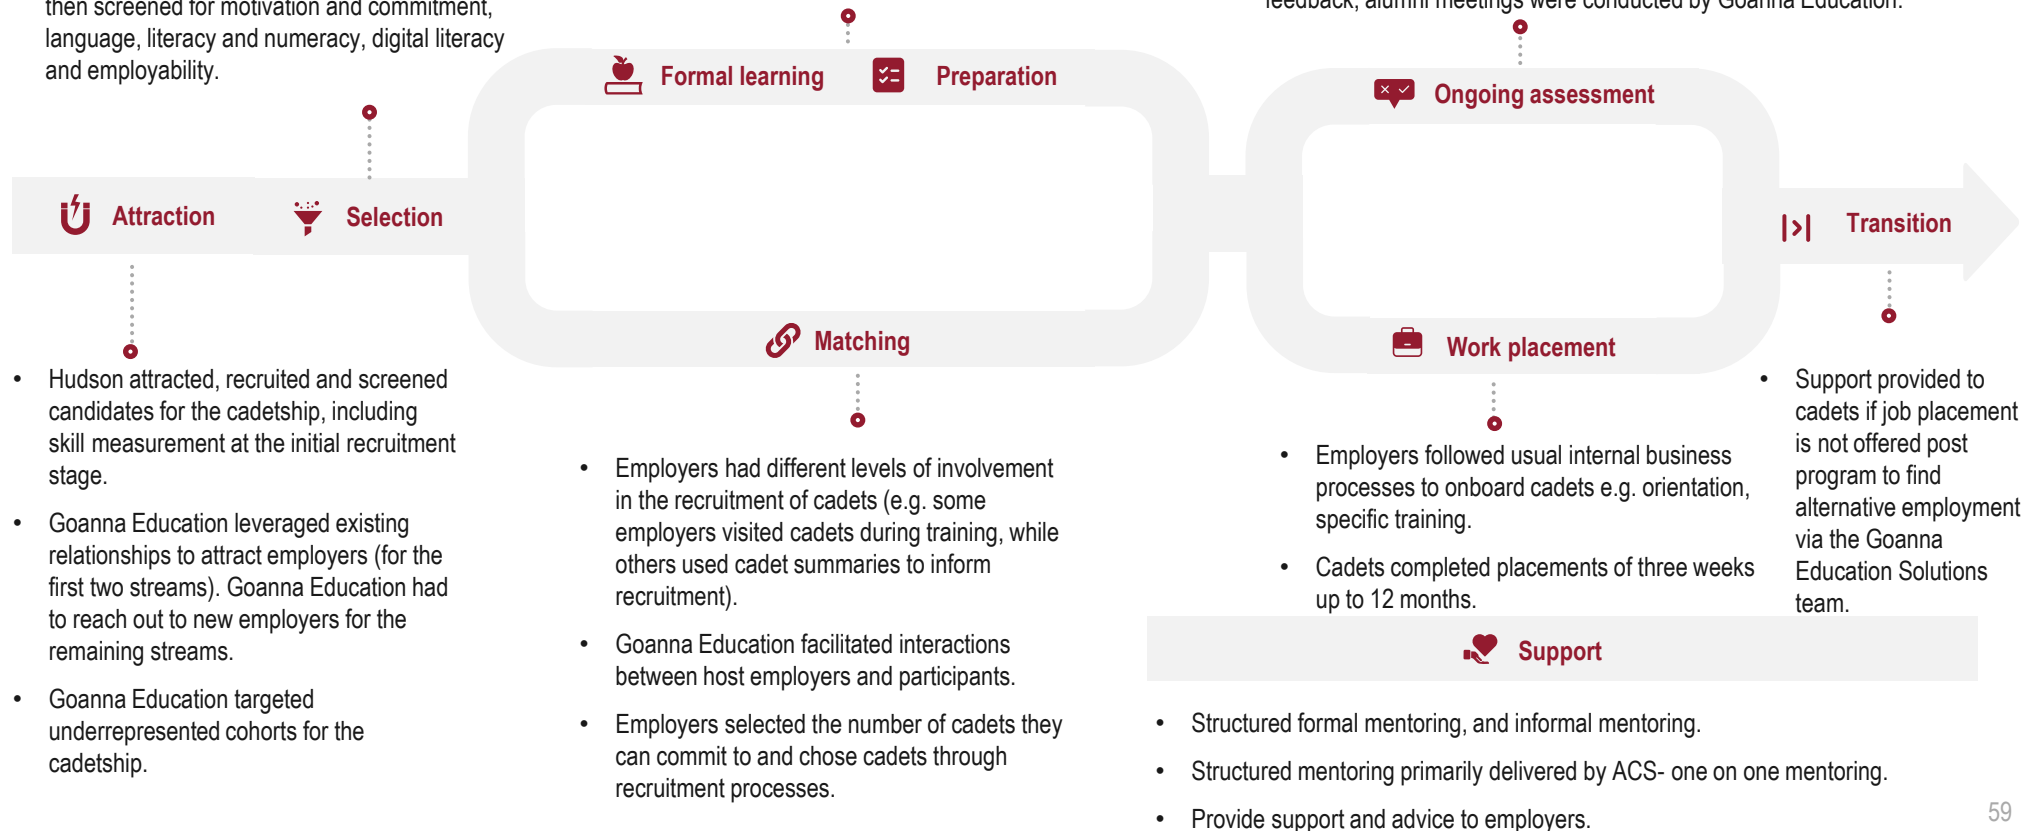 then screened for motivation and commitment,
language, literacy and numeracy, digital literacy
and employability.
feedback, alumni meetings were conducted by Goanna Education.
Formal learning
Preparation
Ongoing assessment
Attraction
Selection
Transition
Matching
Work placement
• Hudson attracted, recruited and screened
candidates for the cadetship, including
skill measurement at the initial recruitment
stage.
• Goanna Education leveraged existing
relationships to attract employers (for the
first two streams). Goanna Education had
to reach out to new employers for the
remaining streams.
• Goanna Education targeted
underrepresented cohorts for the
cadetship.
• Employers had different levels of involvement
in the recruitment of cadets (e.g. some
employers visited cadets during training, while
others used cadet summaries to inform
recruitment).
• Goanna Education facilitated interactions
between host employers and participants.
• Employers selected the number of cadets they
can commit to and chose cadets through
recruitment processes.
• Employers followed usual internal business
processes to onboard cadets e.g. orientation,
specific training.
• Cadets completed placements of three weeks
up to 12 months.
• Support provided to
cadets if job placement
is not offered post
program to find
alternative employment
via the Goanna
Education Solutions
team.
Support
• Structured formal mentoring, and informal mentoring.
• Structured mentoring primarily delivered by ACS- one on one mentoring.
• Provide support and advice to employers.
59